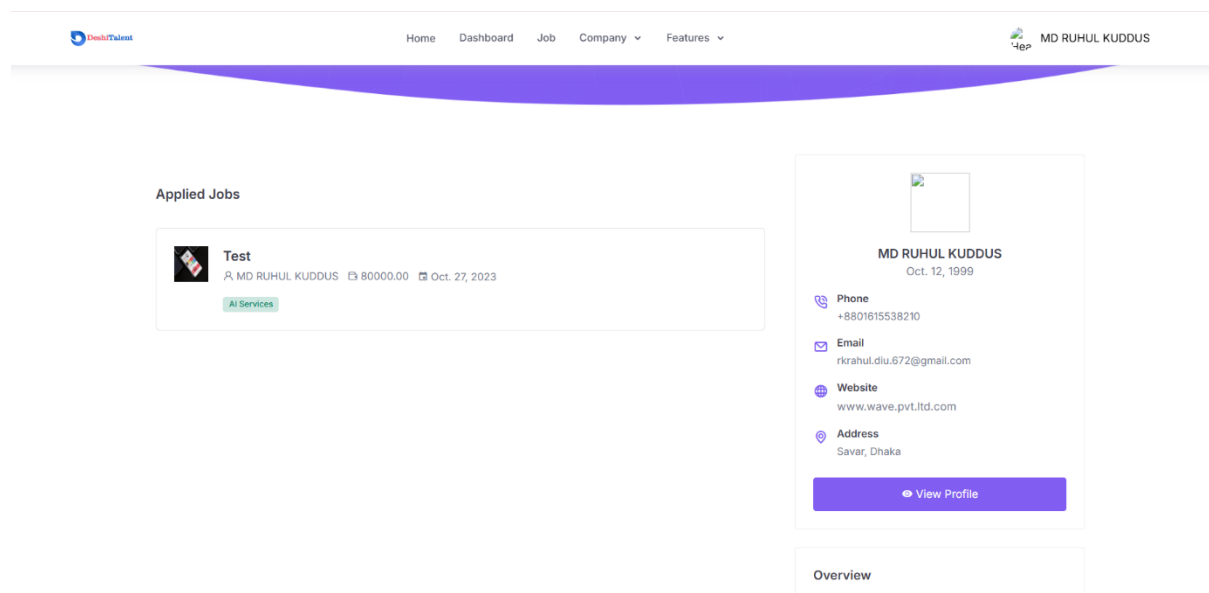 DeshiTalent
Home Dashboard Job Company Features
Hea
MD RUHUL KUDDUS
Applied Jobs
Test
MD RUHUL KUDDUS 80000.00 Oct. 27, 2023
AI Services
MD RUHUL KUDDUS
Oct. 12, 1999
Phone
+8801615538210
Email
rkrahul.diu.672@gmail.com
Website
www.wave.pvt.ltd.com
Address
Savar, Dhaka
View Profile
Overview